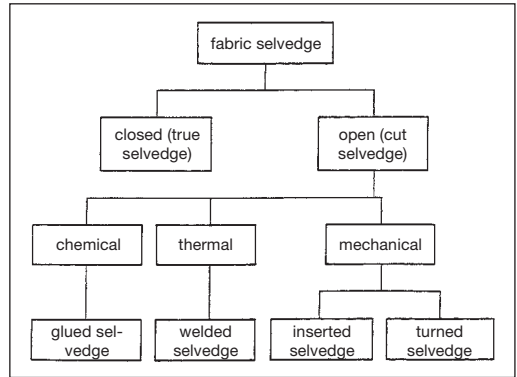 fabric selvedge
closed (true
selvedge)
open (cut
selvedge)
chemical
thermal
mechanical
glued sel-
vedge
welded
selvedge
inserted
selvedge
turned
selvedge